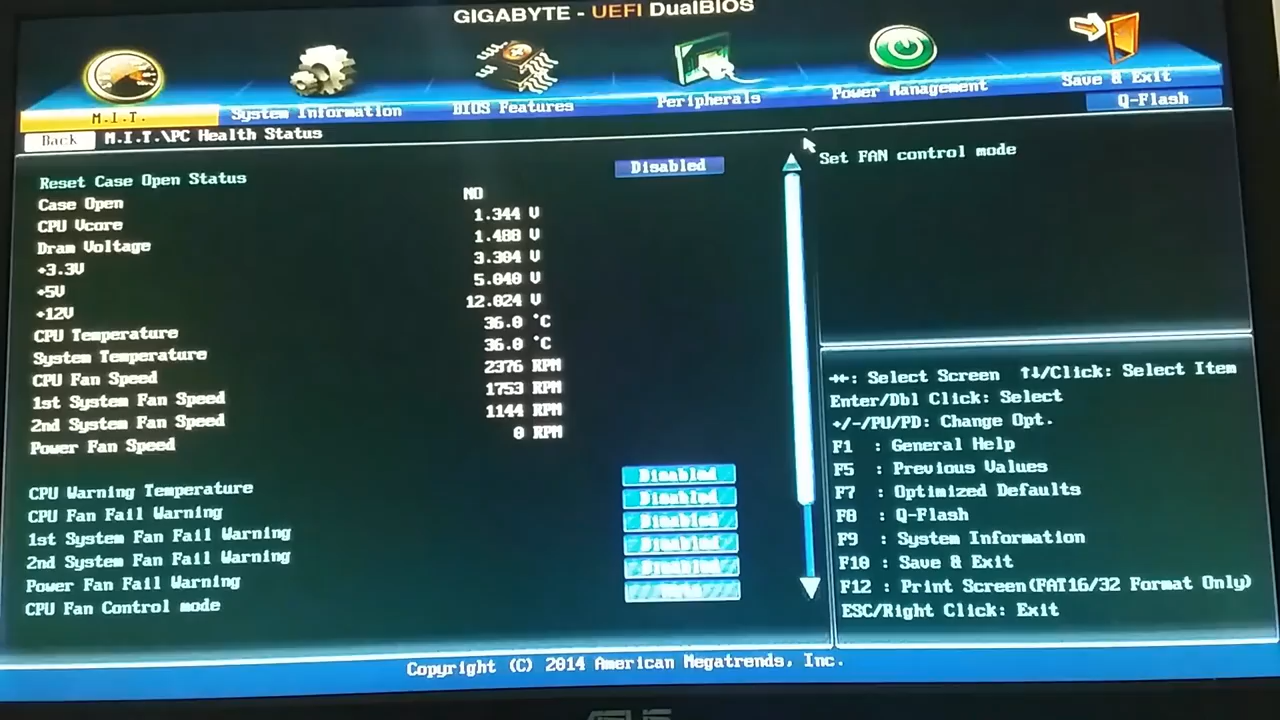 GIGABYTE - UEFI DualBIOS
M.I.T.
System Information
BIOS Features
Peripherals
Power Management
Save & Exit
Q-Flash
Back
M.I.T.\PC Health Status
Reset Case Open Status Disabled
Case Open NO
CPU Vcore 1.344 V
Dram Voltage 1.488 V
+3.3V 3.304 V
+5V 5.040 V
+12V 12.024 V
CPU Temperature 36.0 °C
System Temperature 36.0 °C
CPU Fan Speed 2376 RPM
1st System Fan Speed 1753 RPM
2nd System Fan Speed 1144 RPM
Power Fan Speed 0 RPM
CPU Warning Temperature Disabled
CPU Fan Fail Warning Disabled
1st System Fan Fail Warning Disabled
2nd System Fan Fail Warning Disabled
Power Fan Fail Warning Disabled
CPU Fan Control mode
Set FAN control mode
→←: Select Screen ↑↓/Click: Select Item
Enter/Dbl Click: Select
+/-/PU/PD: Change Opt.
F1 : General Help
F5 : Previous Values
F7 : Optimized Defaults
F8 : Q-Flash
F9 : System Information
F10 : Save & Exit
F12 : Print Screen(FAT16/32 Format Only)
ESC/Right Click: Exit
Copyright (C) 2014 American Megatrends, Inc.